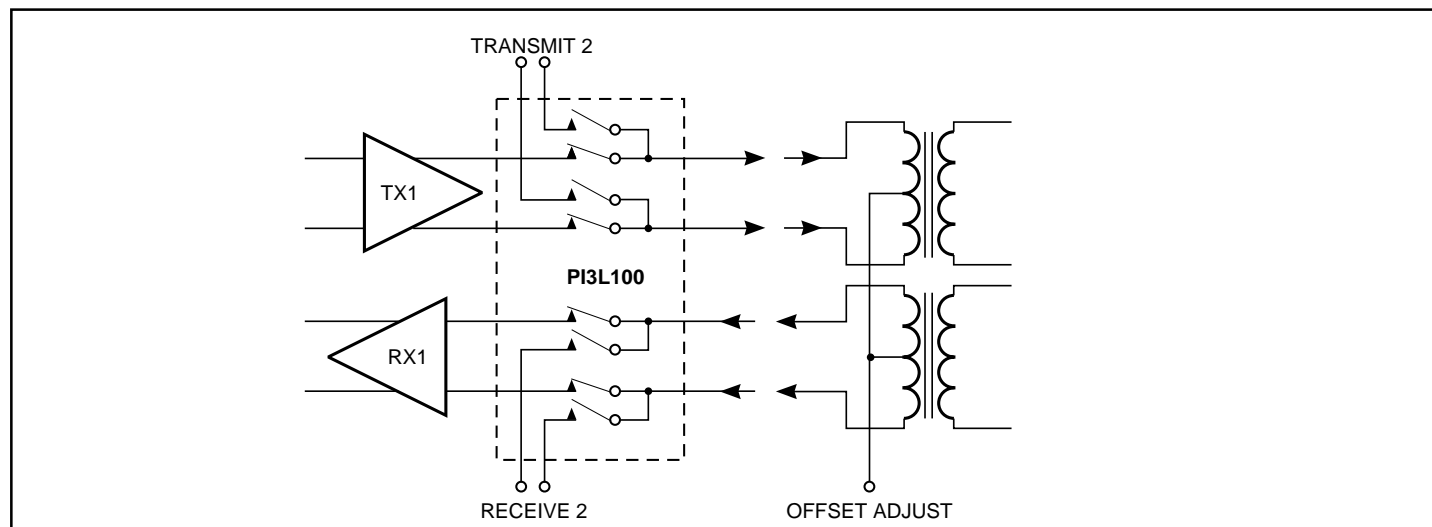 TRANSMIT 2
TX1
PI3L100
RX1
RECEIVE 2
OFFSET ADJUST